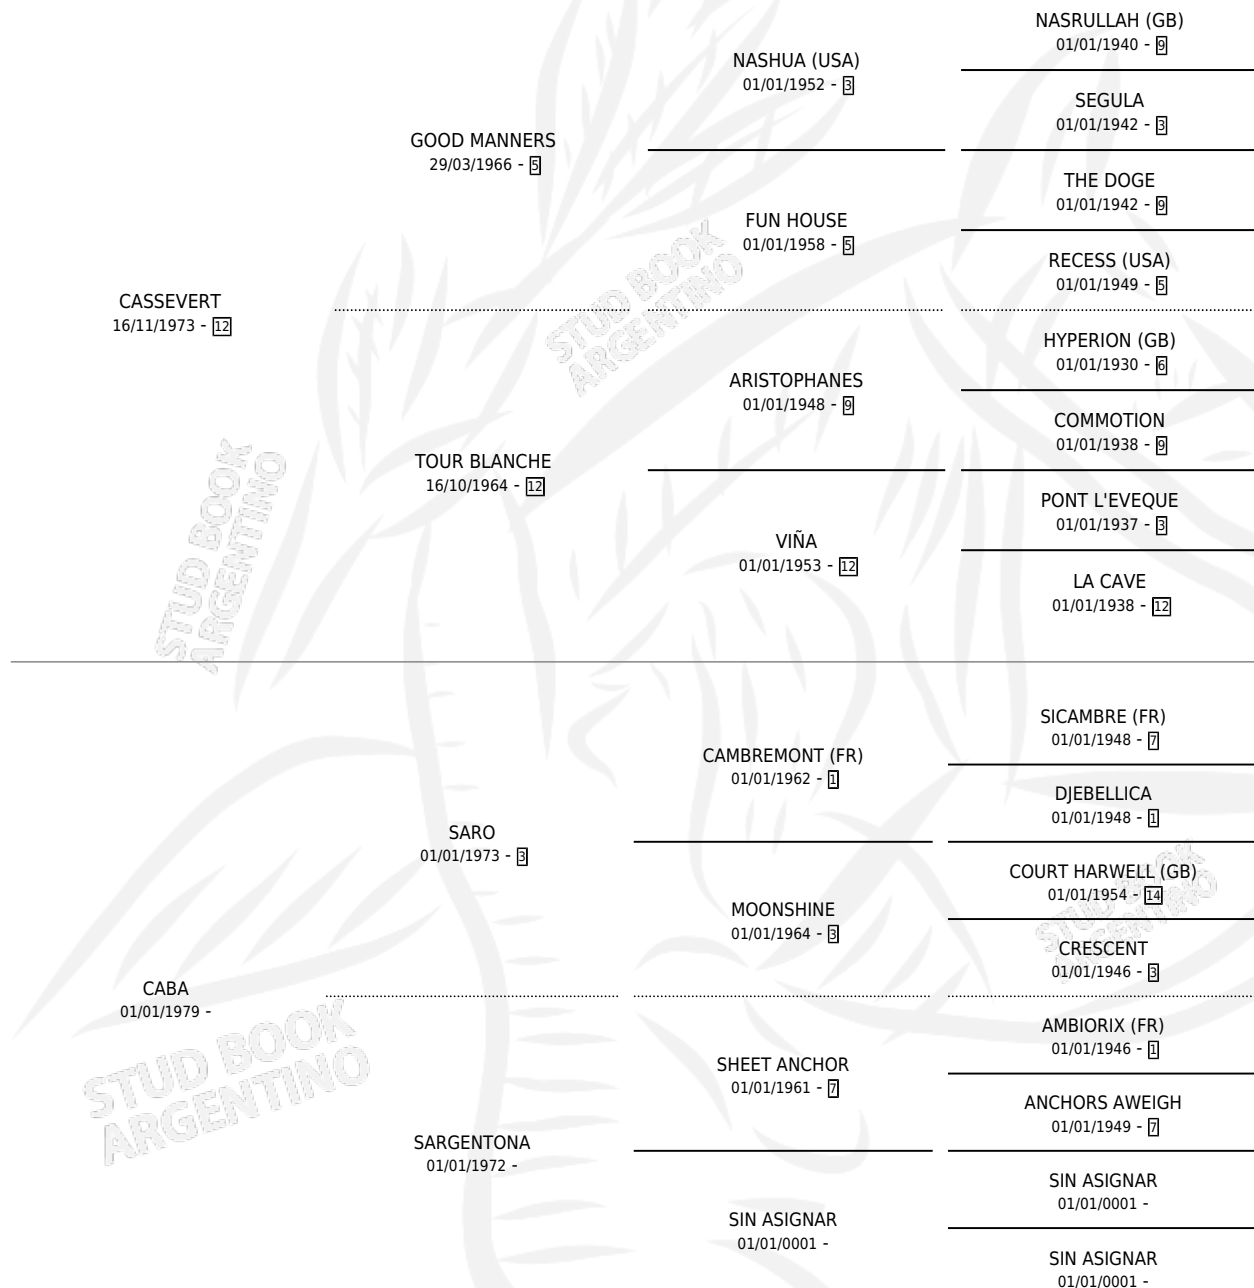 NASRULLAH (GB)
01/01/1940 - 9
NASHUA (USA)
01/01/1952 - 3
SEGULA
01/01/1942 - 3
GOOD MANNERS
29/03/1966 - 5
THE DOGE
01/01/1942 - 9
FUN HOUSE
01/01/1958 - 5
RECESS (USA)
01/01/1949 - 5
CASSEVERT
16/11/1973 - 12
HYPERION (GB)
01/01/1930 - 6
ARISTOPHANES
01/01/1948 - 9
COMMOTION
01/01/1938 - 9
TOUR BLANCHE
16/10/1964 - 12
PONT L'EVEQUE
01/01/1937 - 3
VIÑA
01/01/1953 - 12
LA CAVE
01/01/1938 - 12
SICAMBRE (FR)
01/01/1948 - 7
CAMBREMONT (FR)
01/01/1962 - 1
DJEBELLICA
01/01/1948 - 1
SARO
01/01/1973 - 3
COURT HARWELL (GB)
01/01/1954 - 14
MOONSHINE
01/01/1964 - 3
CRESCENT
01/01/1946 - 3
CABA
01/01/1979 -
AMBIORIX (FR)
01/01/1946 - 1
SHEET ANCHOR
01/01/1961 - 7
ANCHORS AWEIGH
01/01/1949 - 7
SARGENTONA
01/01/1972 -
SIN ASIGNAR
01/01/0001 -
SIN ASIGNAR
01/01/0001 -
SIN ASIGNAR
01/01/0001 -
STUD BOOK
ARGENTINO
STUD BOOK
ARGENTINO
STUD BOOK
ARGENTINO
STUD BOOK
ARGENTINO